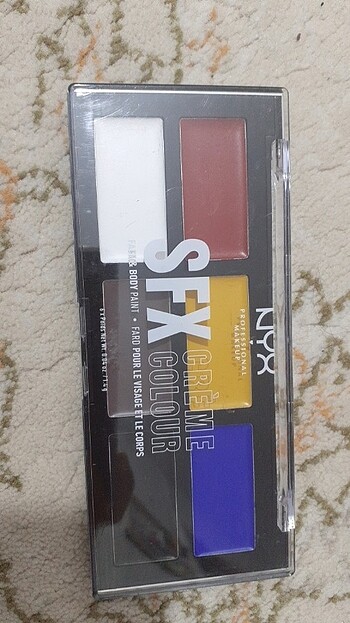 NYX
PROFESSIONAL
MAKEUP
SFX CRÈME
COLOUR
FACE & BODY PAINT • FARD POUR LE VISAGE ET LE CORPS